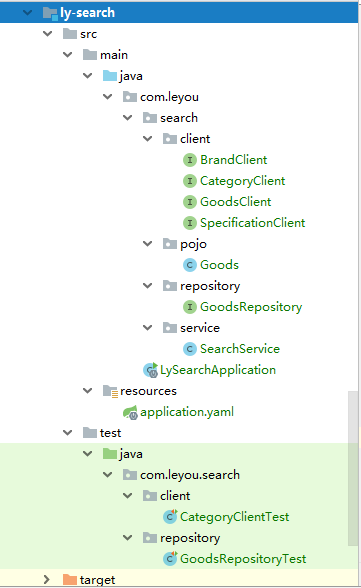 ly-search
src
main
java
com.leyou
search
client
BrandClient
CategoryClient
GoodsClient
SpecificationClient
pojo
Goods
repository
GoodsRepository
service
SearchService
LySearchApplication
resources
application.yaml
test
java
com.leyou.search
client
CategoryClientTest
repository
GoodsRepositoryTest
target